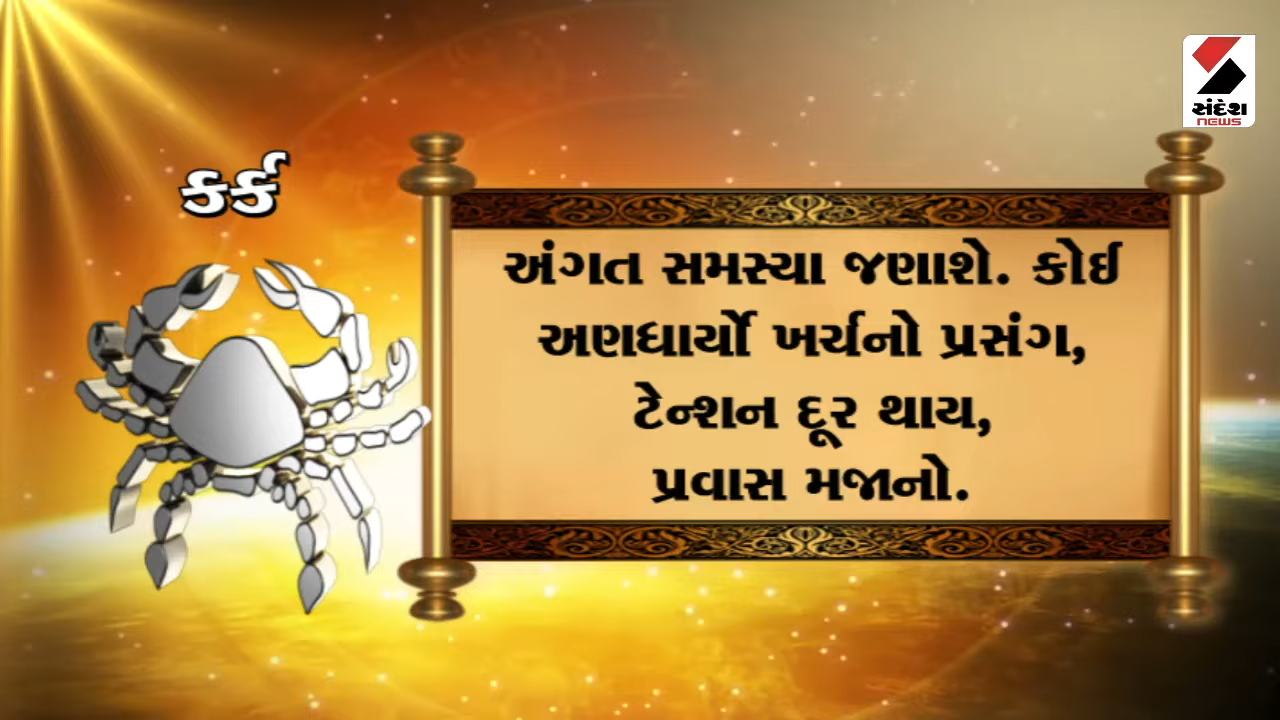 સંદેશ
NEWS
કર્ક
અંગત સમસ્યા જણાશે. કોઈ
અણધાર્યો ખર્ચનો પ્રસંગ,
ટેન્શન દૂર થાય,
પ્રવાસ મજાનો.